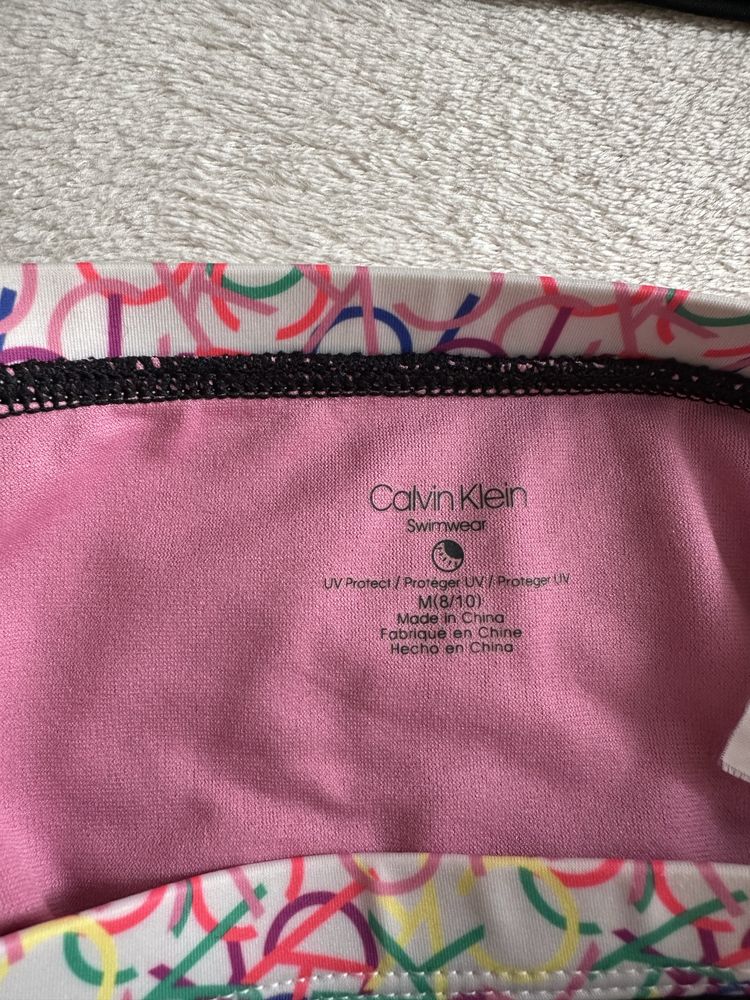 Calvin Klein
Swimwear
UV Protect / Protéger UV / Proteger UV
M(8/10)
Made in China
Fabriqué en Chine
Hecho en China